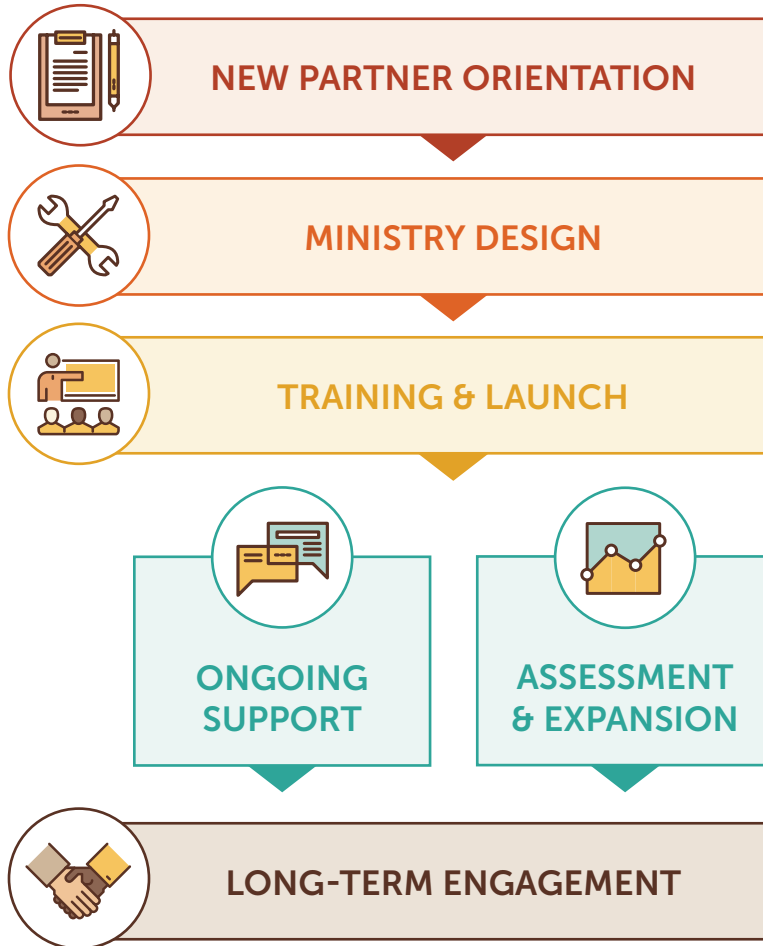 NEW PARTNER ORIENTATION
MINISTRY DESIGN
TRAINING & LAUNCH
ONGOING
SUPPORT
ASSESSMENT
& EXPANSION
LONG-TERM ENGAGEMENT